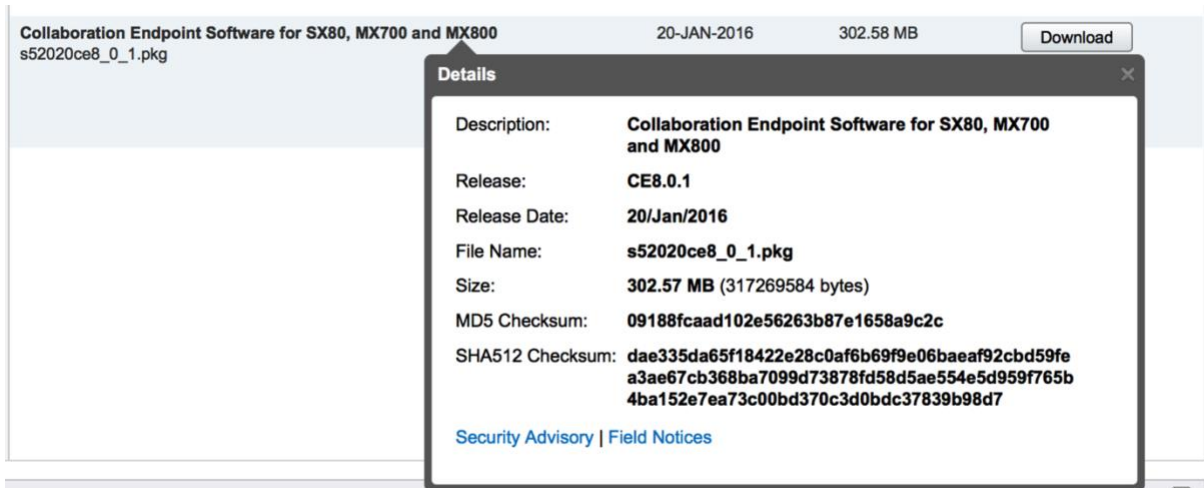 Collaboration Endpoint Software for SX80, MX700 and MX800 20-JAN-2016 302.58 MB Download
s52020ce8_0_1.pkg
Details
Description: Collaboration Endpoint Software for SX80, MX700
and MX800
Release: CE8.0.1
Release Date: 20/Jan/2016
File Name: s52020ce8_0_1.pkg
Size: 302.57 MB (317269584 bytes)
MD5 Checksum: 09188fcaad102e56263b87e1658a9c2c
SHA512 Checksum: dae335da65f18422e28c0af6b69f9e06baeaf92cbd59fe
a3ae67cb368ba7099d73878fd58d5ae554e5d959f765b
4ba152e7ea73c00bd370c3d0bdc37839b98d7
Security Advisory | Field Notices